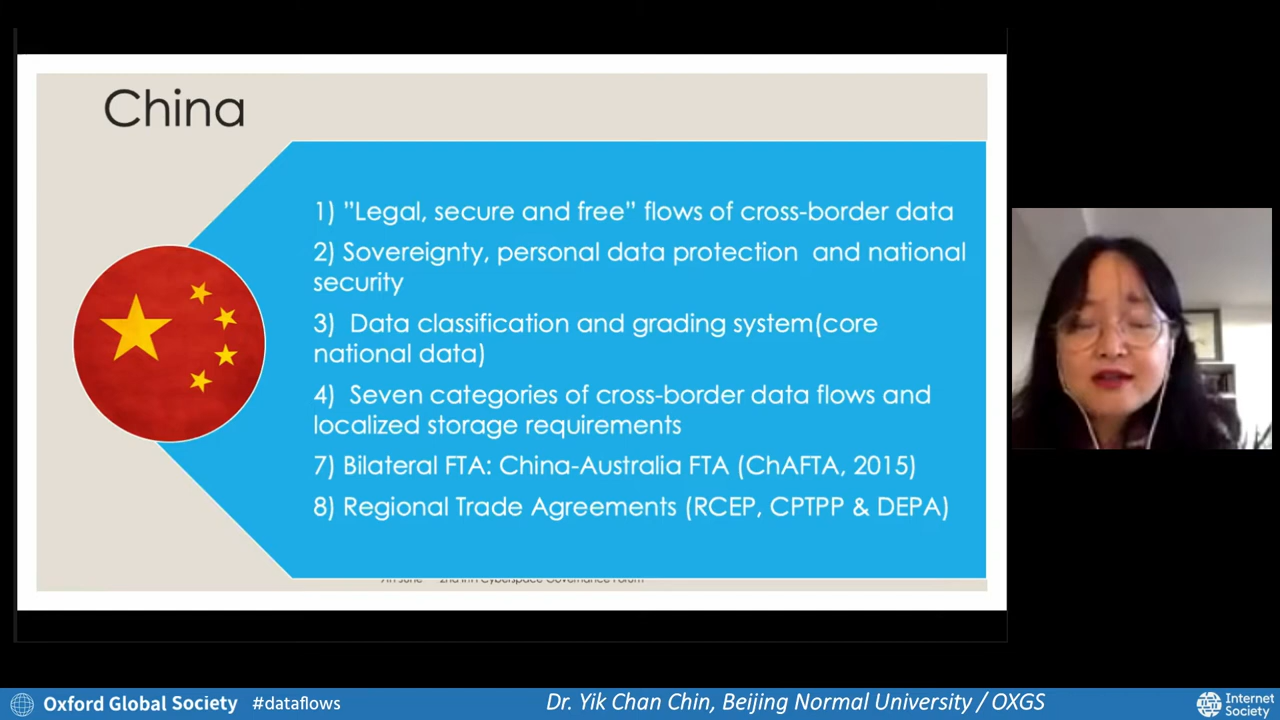 China
1) ”Legal, secure and free” flows of cross-border data
2) Sovereignty, personal data protection  and national
security
3)  Data classification and grading system(core
national data)
4)  Seven categories of cross-border data flows and
localized storage requirements
7) Bilateral FTA: China-Australia FTA (ChAFTA, 2015)
8) Regional Trade Agreements (RCEP, CPTPP & DEPA)
Cyberspace Governance Forum
Oxford Global Society #dataflows
Dr. Yik Chan Chin, Beijing Normal University / OXGS
Internet
Society